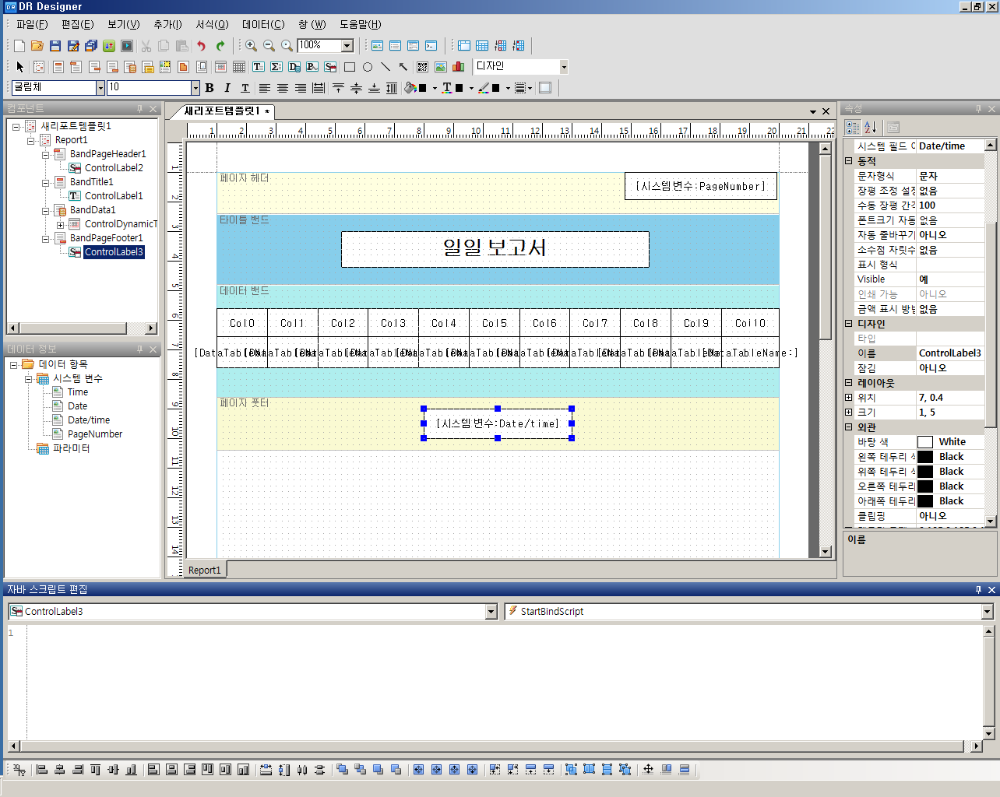 DR Designer
파일(F) 편집(E) 보기(V) 추가(I) 서식(Q) 데이터(C) 창 (W) 도움말(H)
100%
디자인
굴림체 10
컴포넌트
새리포트템플릿1
Report1
BandPageHeader1
ControlLabel2
BandTitle1
ControlLabel1
BandData1
ControlDynamicT
BandPageFooter1
ControlLabel3
데이터 정보
데이터 항목
시스템 변수
Time
Date
Date/time
PageNumber
파라미터
새리포트템플릿1 *
1 2 3 4 5 6 7 8 9 10 11 12 13 14 15 16 17 18 19 20 21 22
1
2
3
4
5
6
7
8
9
10
11
12
13
14
페이지 헤더
[시스템변수:PageNumber]
타이틀 밴드
일일 보고서
데이터 밴드
Col0 Col1 Col2 Col3 Col4 Col5 Col6 Col7 Col8 Col9 Col10
페이지 풋터
[시스템변수:Date/time]
Report1
속성
시스템 필드 Date/time
동적
문자형식 문자
장평 조정 설정 없음
수동 장평 간격 100
폰트크기 자동 없음
자동 줄바꾸기 아니오
소수점 자릿수 없음
표시 형식
Visible 예
인쇄 가능 아니오
금액 표시 방법 없음
디자인
타입
이름 ControlLabel3
잠김 아니오
레이아웃
위치 7, 0.4
크기 1, 5
외관
바탕 색 White
왼쪽 테두리 색 Black
위쪽 테두리 색 Black
오른쪽 테두리 Black
아래쪽 테두리 Black
클립핑 아니오
이름
자바 스크립트 편집
ControlLabel3
StartBindScript
1